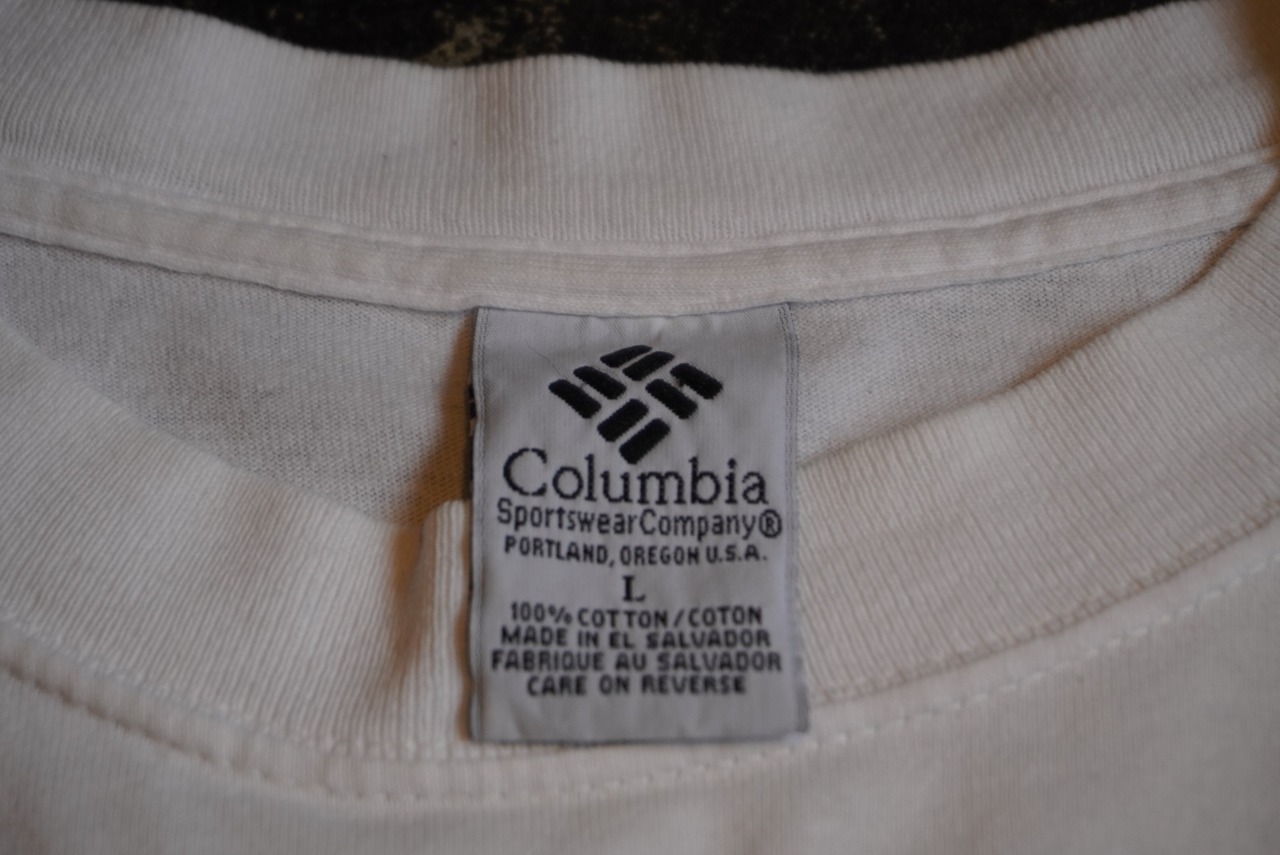 Columbia
SportswearCompany®
PORTLAND, OREGON U.S.A.
L
100% COTTON / COTON
MADE IN EL SALVADOR
FABRIQUE AU SALVADOR
CARE ON REVERSE